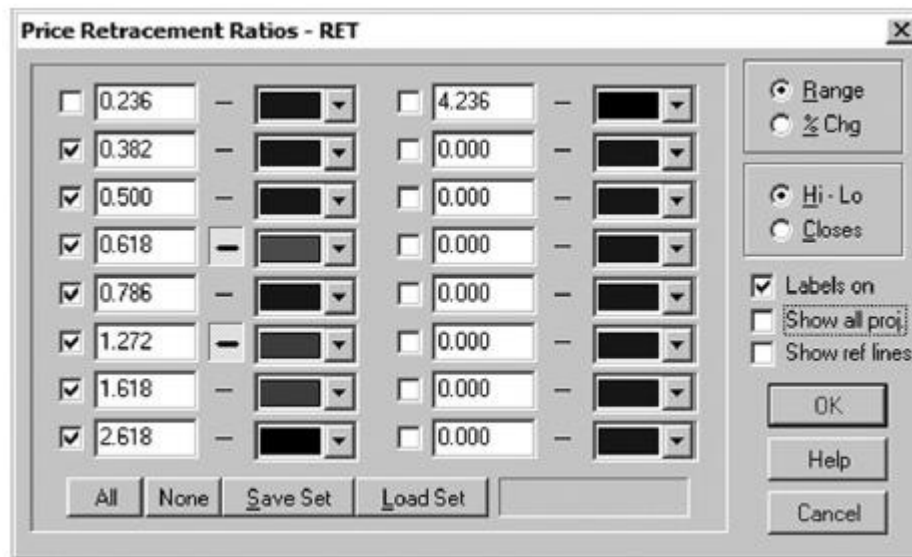 Price Retracement Ratios - RET
0.236 4.236
0.382 0.000
0.500 0.000
0.618 0.000
0.786 0.000
1.272 0.000
1.618 0.000
2.618 0.000
All None Save Set Load Set
Range
% Chg
Hi - Lo
Closes
Labels on
Show all proj.
Show ref lines
OK
Help
Cancel